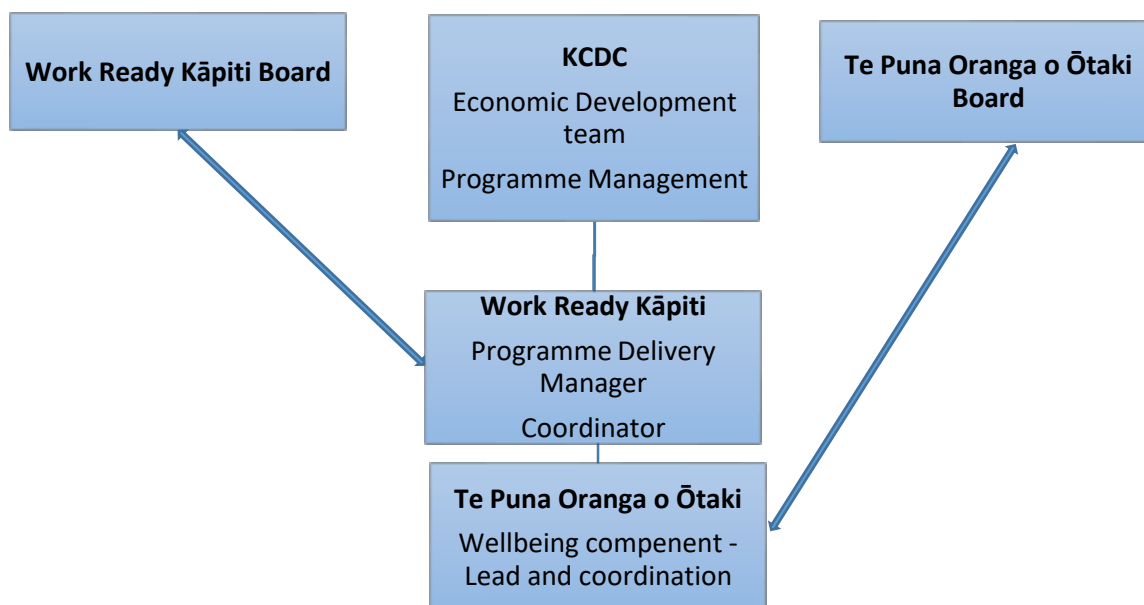 Work Ready Kāpiti Board
KCDC
Economic Development
team
Programme Management
Te Puna Oranga o Ōtaki
Board
Work Ready Kāpiti
Programme Delivery
Manager
Coordinator
Te Puna Oranga o Ōtaki
Wellbeing compenent -
Lead and coordination